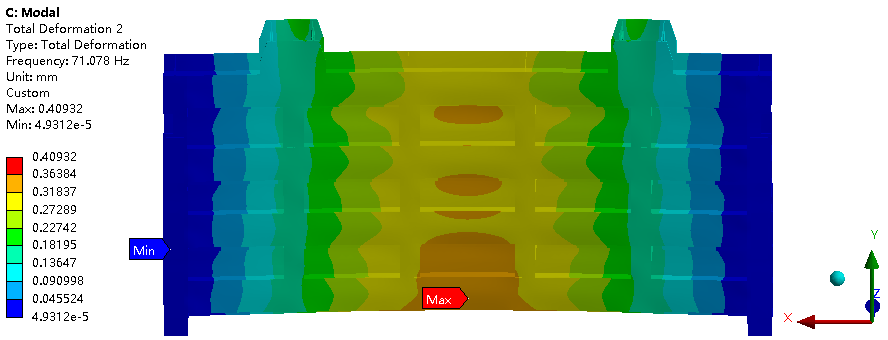 C: Modal
Total Deformation 2
Type: Total Deformation
Frequency: 71.078 Hz
Unit: mm
Custom
Max: 0.40932
Min: 4.9312e-5
0.40932
0.36384
0.31837
0.27289
0.22742
0.18195
0.13647
0.090998
0.045524
4.9312e-5
Min
Max
Y
Z
X